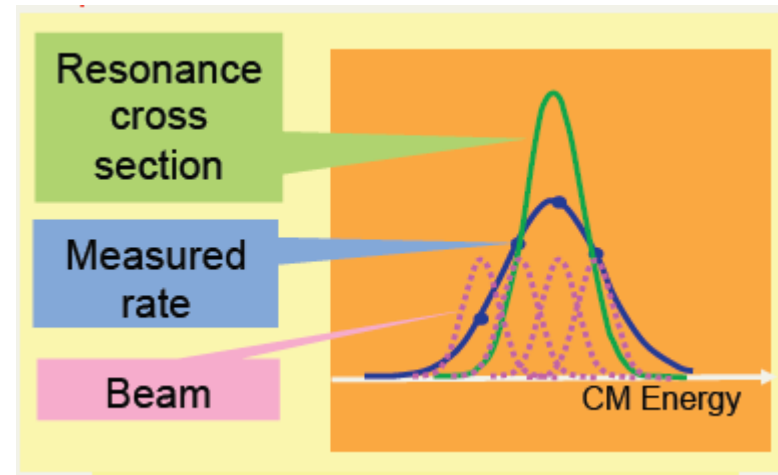 Resonance
cross
section
Measured
rate
Beam
CM Energy